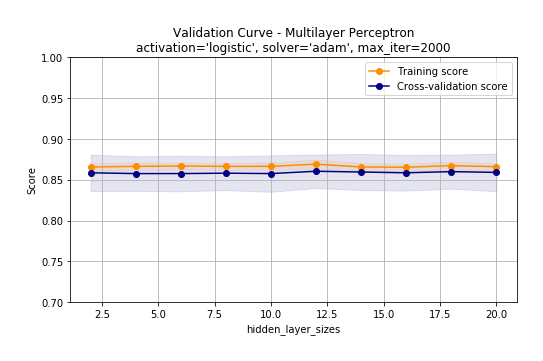 Validation Curve - Multilayer Perceptron
activation='logistic', solver='adam', max_iter=2000
1.00
0.95
0.90
0.85
0.80
0.75
0.70
Score
Training score
Cross-validation score
2.5 5.0 7.5 10.0 12.5 15.0 17.5 20.0
hidden_layer_sizes